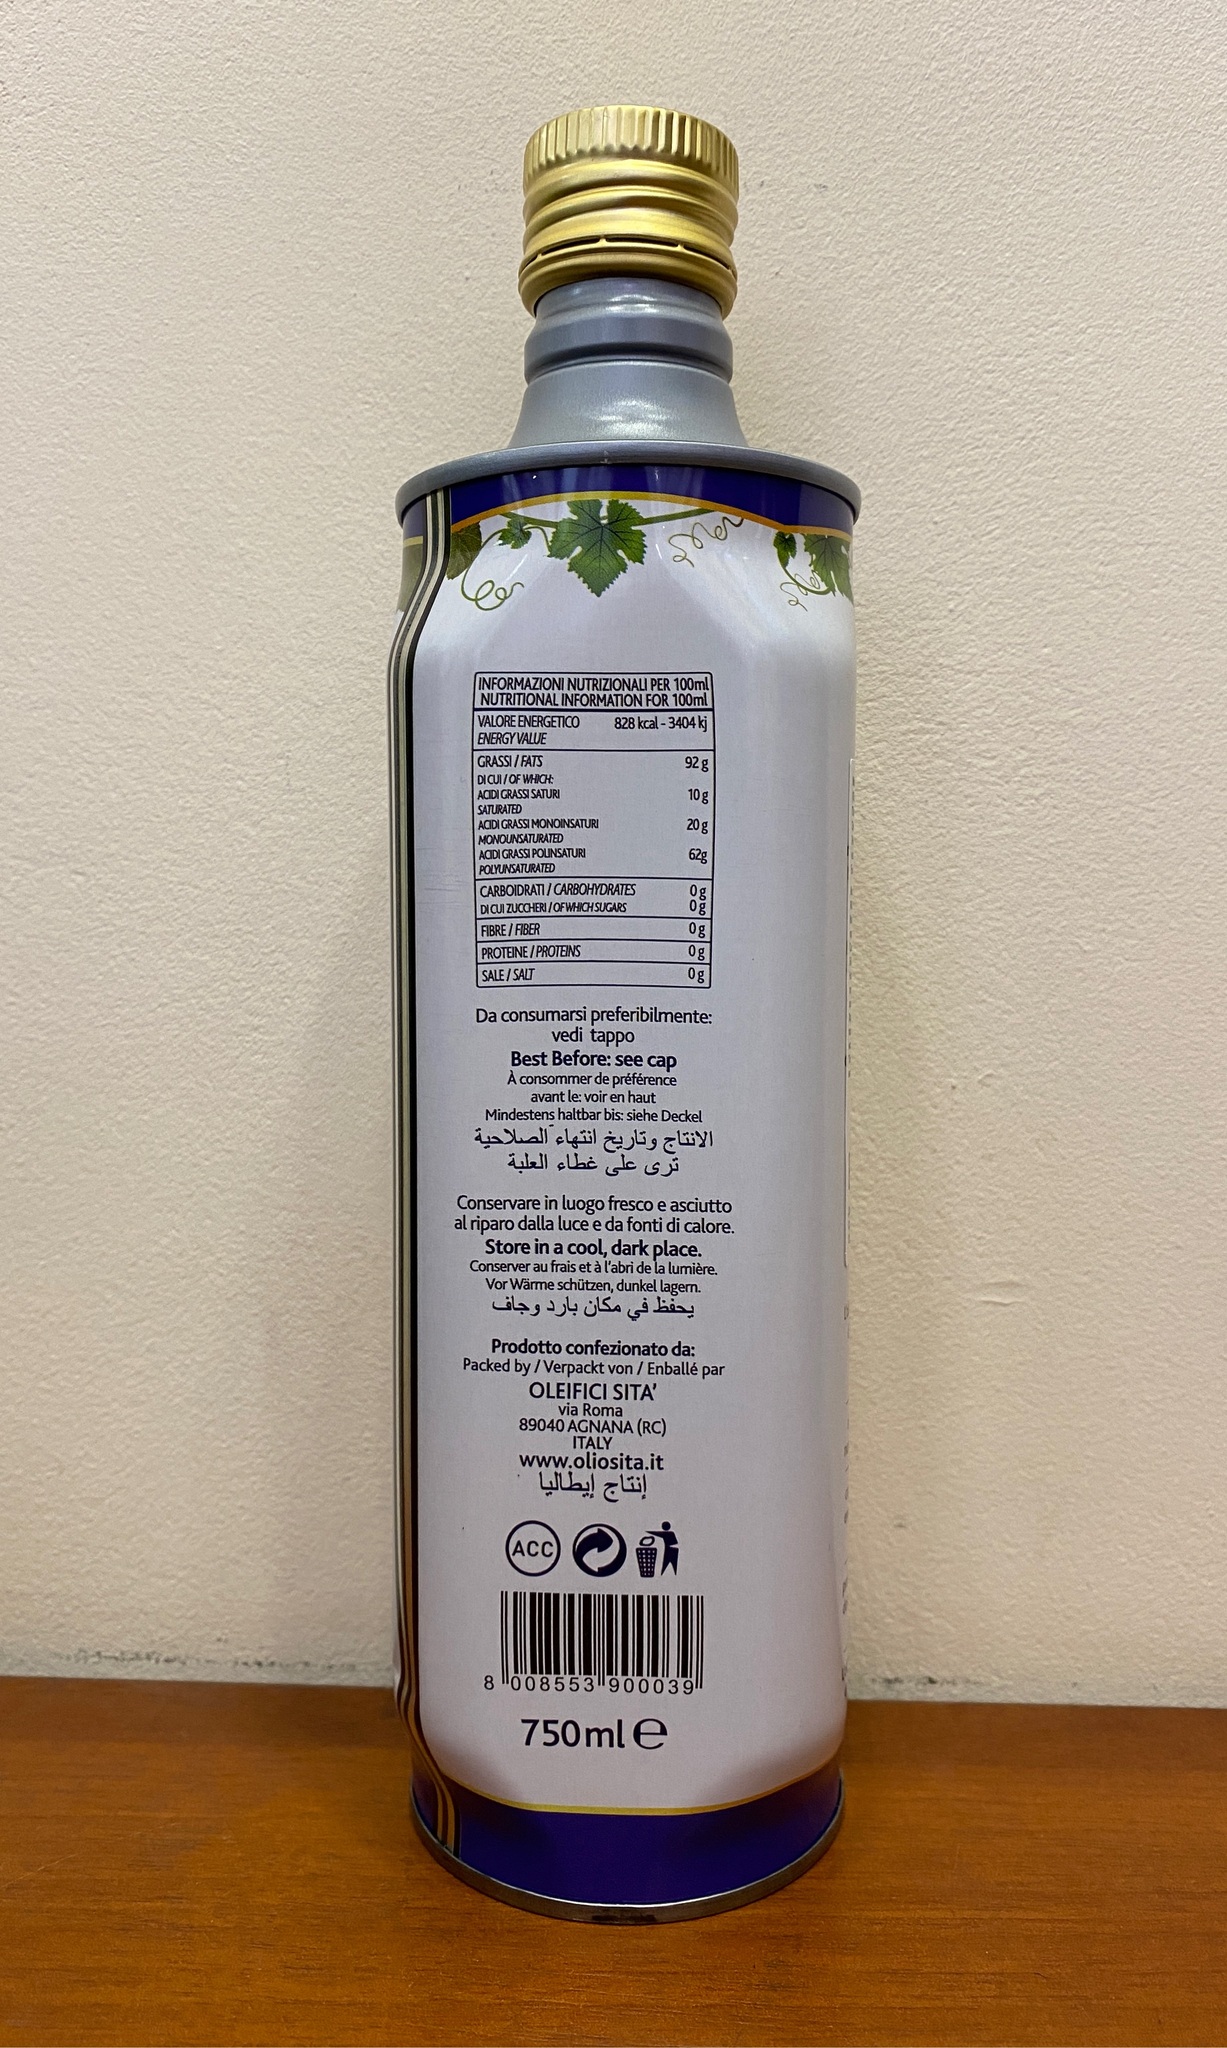 INFORMAZIONI NUTRIZIONALI PER 100ml
NUTRITIONAL INFORMATION FOR 100ml
VALORE ENERGETICO 828 kcal - 3404 kj
ENERGY VALUE
GRASSI / FATS 92 g
DI CUI / OF WHICH:
ACIDI GRASSI SATURI 10 g
SATURATED
ACIDI GRASSI MONOINSATURI 20 g
MONOUNSATURATED
ACIDI GRASSI POLINSATURI 62g
POLYUNSATURATED
CARBOIDRATI / CARBOHYDRATES 0 g
DI CUI ZUCCHERI / OF WHICH SUGARS 0 g
FIBRE / FIBER 0 g
PROTEINE / PROTEINS 0 g
SALE / SALT 0 g
Da consumarsi preferibilmente:
vedi tappo
Best Before: see cap
À consommer de préférence
avant le: voir en haut
Mindestens haltbar bis: siehe Deckel
الانتاج وتاريخ انتهاء الصلاحية
ترى على غطاء العلبة
Conservare in luogo fresco e asciutto
al riparo dalla luce e da fonti di calore.
Store in a cool, dark place.
Conserver au frais et à l'abri de la lumière.
Vor Wärme schützen, dunkel lagern.
يحفظ في مكان بارد وجاف
Prodotto confezionato da:
Packed by / Verpackt von / Enballé par
OLEIFICI SITA'
via Roma
89040 AGNANA (RC)
ITALY
www.oliosita.it
إنتاج إيطاليا
ACC
8 008553 900039
750 ml ℮